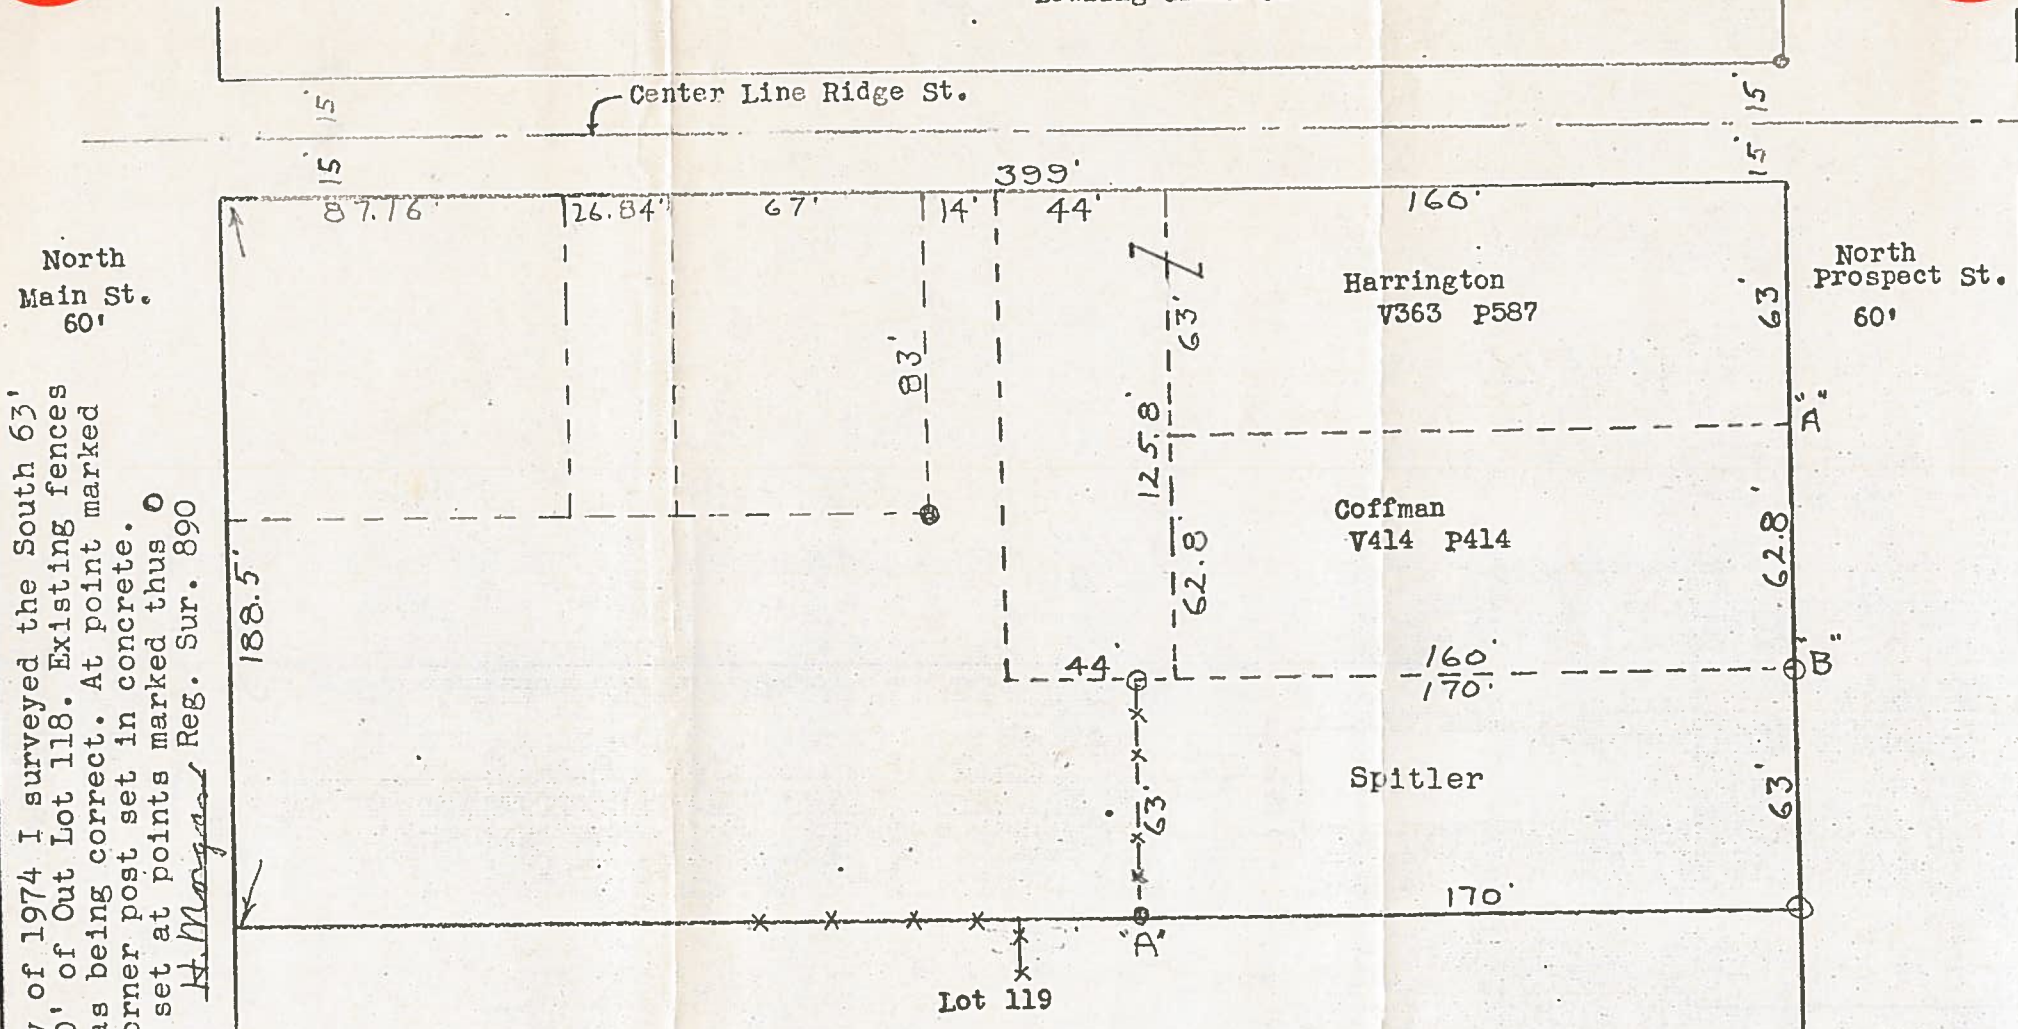 15'
Center Line Ridge St.
15'
15'
15'
399'
87.16'
26.84'
67'
14'
44'
160'
North
Main St.
60'
Harrington
V363 P587
63'
63'
North
Prospect St.
60'
83'
125.8'
"A"
Coffman
V414 P414
62.8'
62.8'
188.5'
44'
160'
170'
"B"
Spitler
63'
63'
170'
"A"
Lot 119
of 1974 I surveyed the South 63'
' of Out Lot 118. Existing fences
as being correct. At point marked
orner post set in concrete.
set at points marked thus O
H. Morgan Reg. Sur. 890